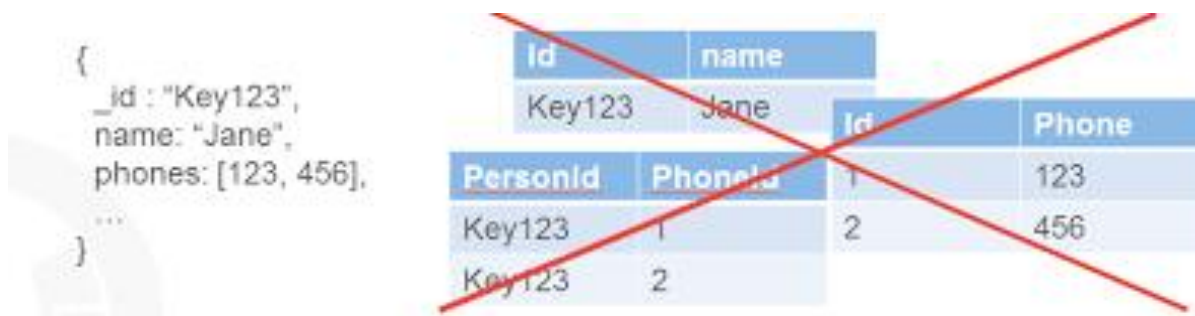 {
_id : “Key123”,
name: “Jane”,
phones: [123, 456],
...
}
Id name
Key123 Jane
PersonId PhoneId
Key123 1
Key123 2
Id Phone
1 123
2 456